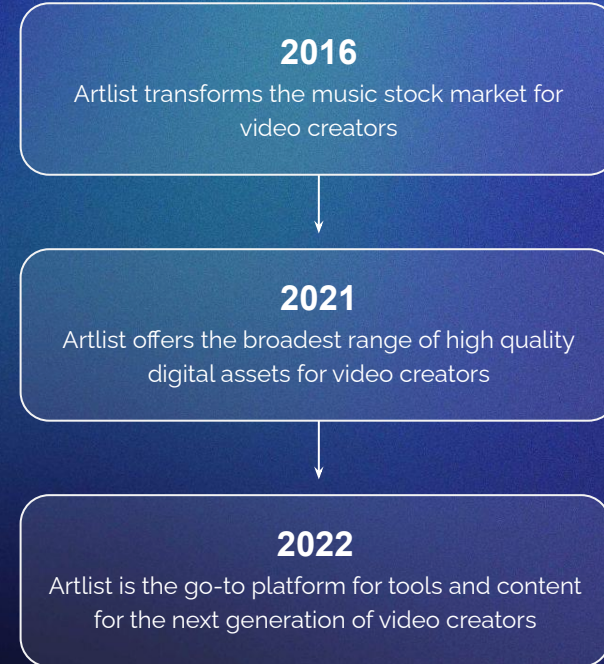 2016
Artlist transforms the music stock market for
video creators
2021
Artlist offers the broadest range of high quality
digital assets for video creators
2022
Artlist is the go-to platform for tools and content
for the next generation of video creators